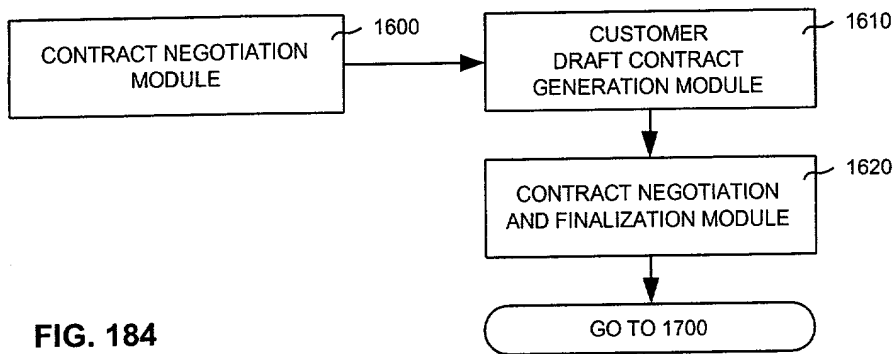 CONTRACT NEGOTIATION
MODULE
1600
CUSTOMER
DRAFT CONTRACT
GENERATION MODULE
1610
CONTRACT NEGOTIATION
AND FINALIZATION MODULE
1620
GO TO 1700
FIG. 184